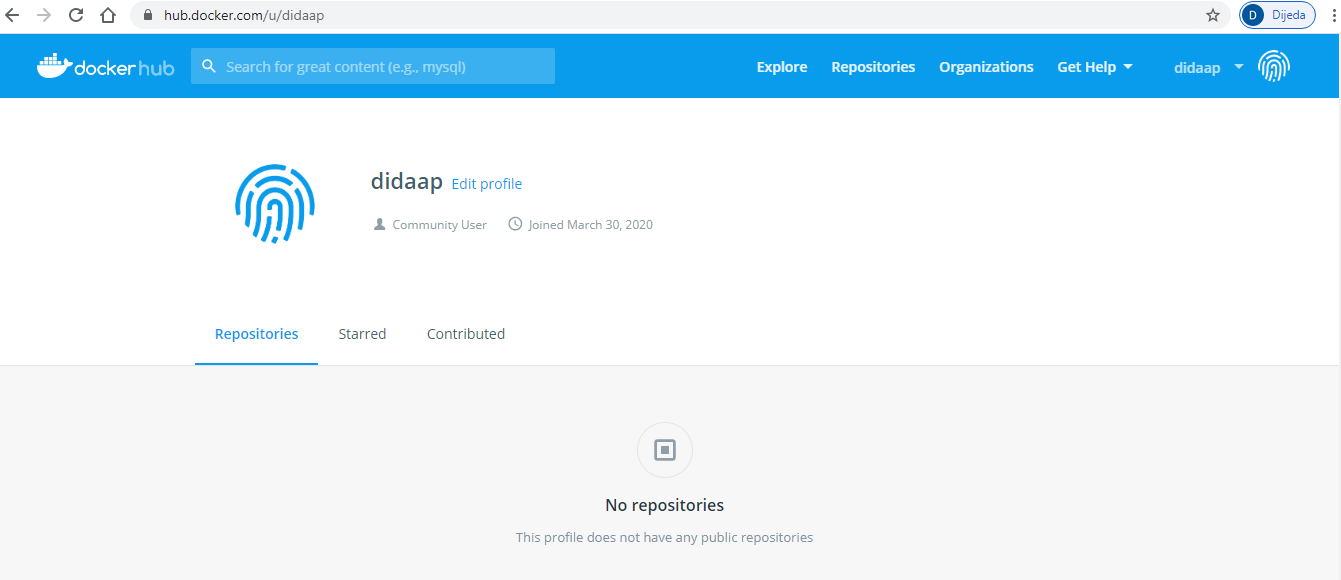 hub.docker.com/u/didaap
D Dijeda
dockerhub Search for great content (e.g., mysql) Explore Repositories Organizations Get Help didaap
didaap Edit profile
Community User Joined March 30, 2020
Repositories Starred Contributed
No repositories
This profile does not have any public repositories